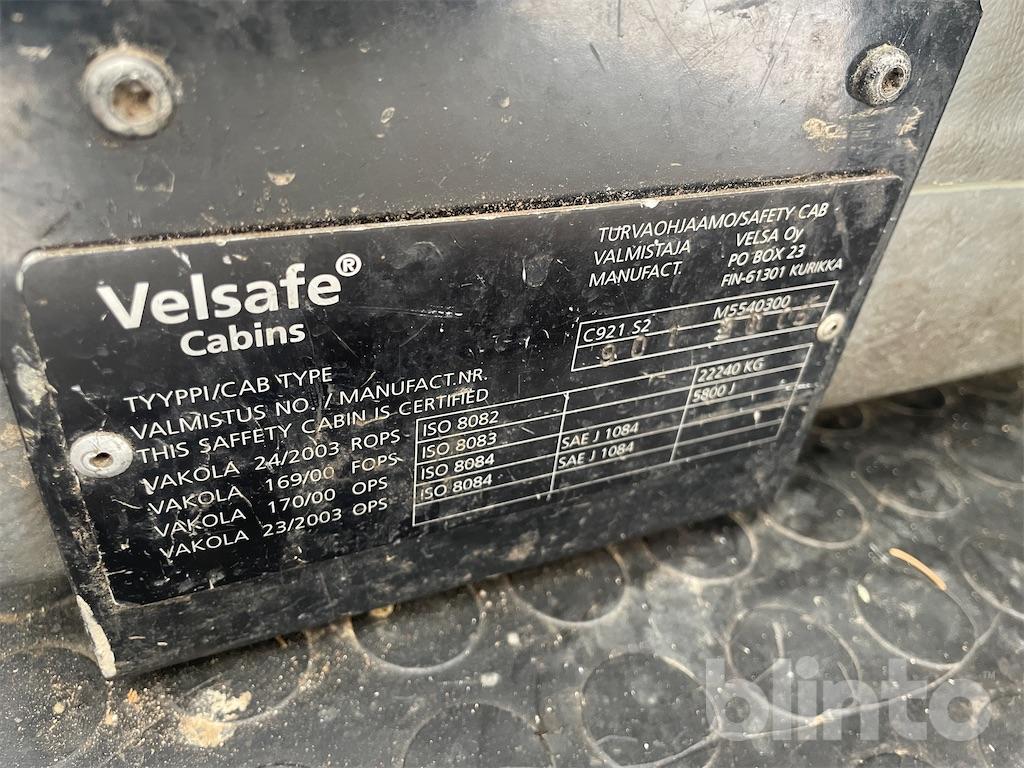 Velsafe®
Cabins
TURVAOHJAAMO/SAFETY CAB
VALMISTAJA VELSA Oy
MANUFACT. PO BOX 23
FIN-61301 KURIKKA
TYYPPI/CAB TYPE C921 S2 M5540300
VALMISTUS NO. / MANUFACT.NR. 901
THIS SAFFETY CABIN IS CERTIFIED
VAKOLA 24/2003 ROPS ISO 8082 22240 KG
VAKOLA 169/00 FOPS ISO 8083 5800 J
VAKOLA 170/00 OPS ISO 8084 SAE J 1084
VAKOLA 23/2003 OPS ISO 8084 SAE J 1084
blinto™